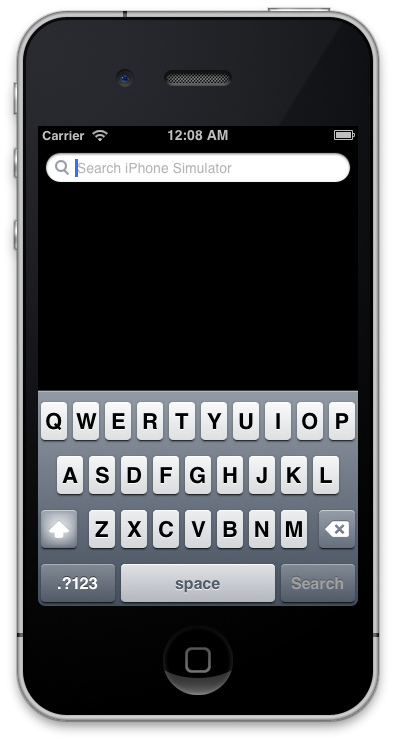 Carrier 12:08 AM
Search iPhone Simulator
Q W E R T Y U I O P
A S D F G H J K L
Z X C V B N M
.?123 space Search